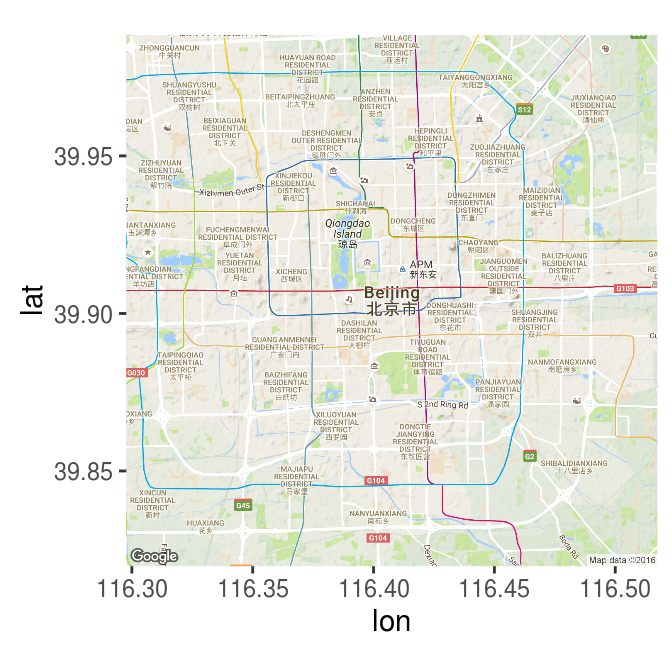 VILLAGE
RESIDENTIAL
DISTRICT
亚运村
ZHONGGUANCUN
中关村
HUAYUAN ROAD
RESIDENTIAL
DISTRICT
花园路
TAIYANGGONGXIANG
太阳宫乡
SHUANGYUSHU
RESIDENTIAL
DISTRICT
双榆树
BEITAIPINGZHUANG
北太平庄
ANZHEN
RESIDENTIAL
DISTRICT
安贞
JIUXIANQIAO
RESIDENTIAL
DISTRICT
酒仙桥
S12
BEIXIAGUAN
RESIDENTIAL
DISTRICT
北下关
DIAN
DESHENGMEN
OUTER RESIDENTIAL
DISTRICT
德胜门外
HEPINGLI
RESIDENTIAL
DISTRICT
和平里
ZUOJIAZHUANG
RESIDENTIAL
DISTRICT
左家庄
ZIZHUYUAN
RESIDENTIAL
DISTRICT
紫竹院
XINJIEKOU
RESIDENTIAL
DISTRICT
新街口
Xizhimen Outer St
SHICHAHAI
什刹海
DONGZHIMEN
RESIDENTIAL
DISTRICT
东直门
MAIZIDIAN
RESIDENTIAL
DISTRICT
麦子店
IANTANXIANG
玉渊潭乡
FUCHENGMENWAI
RESIDENTIAL DISTRICT
阜成门外
Qiongdao
Island
琼岛
DONGCHENG
东城区
CHAOYANG
朝阳区
YUETAN
RESIDENTIAL
DISTRICT
月坛
XICHENG
西城区
APM
新东安
JIANGUOMEN
OUTSIDE
RESIDENTIAL
DISTRICT
建国门外
BALIZHUANG
RESIDENTIAL
DISTRICT
八里庄
NGFANGDIAN
ENTIAL DISTRICT
羊坊店
G103
Beijing
北京市
DONGHUASHI
RESIDENTIAL
DISTRICT
东花市
SHUANGJING
RESIDENTIAL
DISTRICT
双井
DASHILAN
RESIDENTIAL
DISTRICT
大栅栏
GUANG ANMENNEI
RESIDENTIAL DISTRICT
广安门内
TAIPINGQIAO
RESIDENTIAL
DISTRICT
太平桥
TIYUGUAN
ROAD
RESIDENTIAL
DISTRICT
体育馆路
NANMOFANGXIANG
南磨房乡
G030
BAIZHIFANG
RESIDENTIAL
DISTRICT
白纸坊
PANJIAYUAN
RESIDENTIAL
DISTRICT
潘家园
S 2nd Ring Rd
OXIANG
XILUOYUAN
RESIDENTIAL
DISTRICT
西罗园
DONGTIE
JIANGYING
RESIDENTIAL
DISTRICT
东铁匠营
G2
SHIBALIDIANXIANG
十八里店乡
MAJIAPU
RESIDENTIAL
DISTRICT
马家堡
G104
XINCUN
RESIDENTIAL
DISTRICT
新村
G45
HUAXIANG
花乡
NANYUANXIANG
南苑乡
G104
Boda Rd
Google
Map data ©2016
39.95
39.90
39.85
lat
116.30
116.35
116.40
116.45
116.50
lon